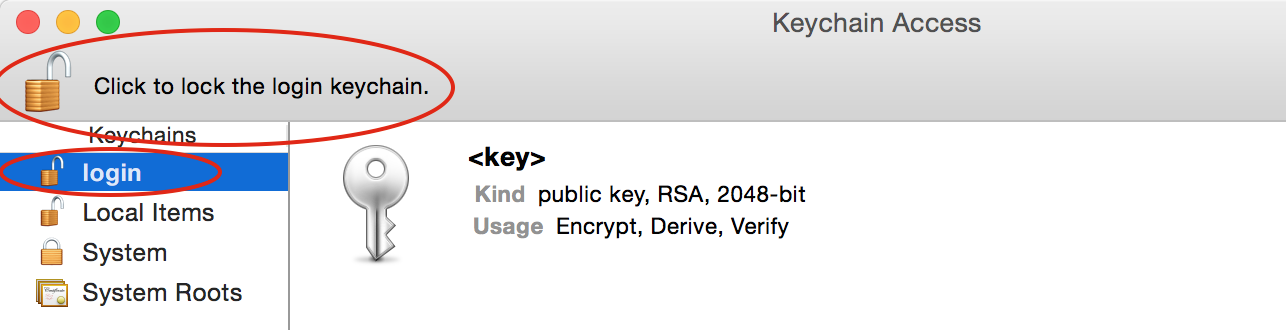 Keychain Access
Click to lock the login keychain.
Keychains
login
Local Items
System
System Roots
<key>
Kind public key, RSA, 2048-bit
Usage Encrypt, Derive, Verify